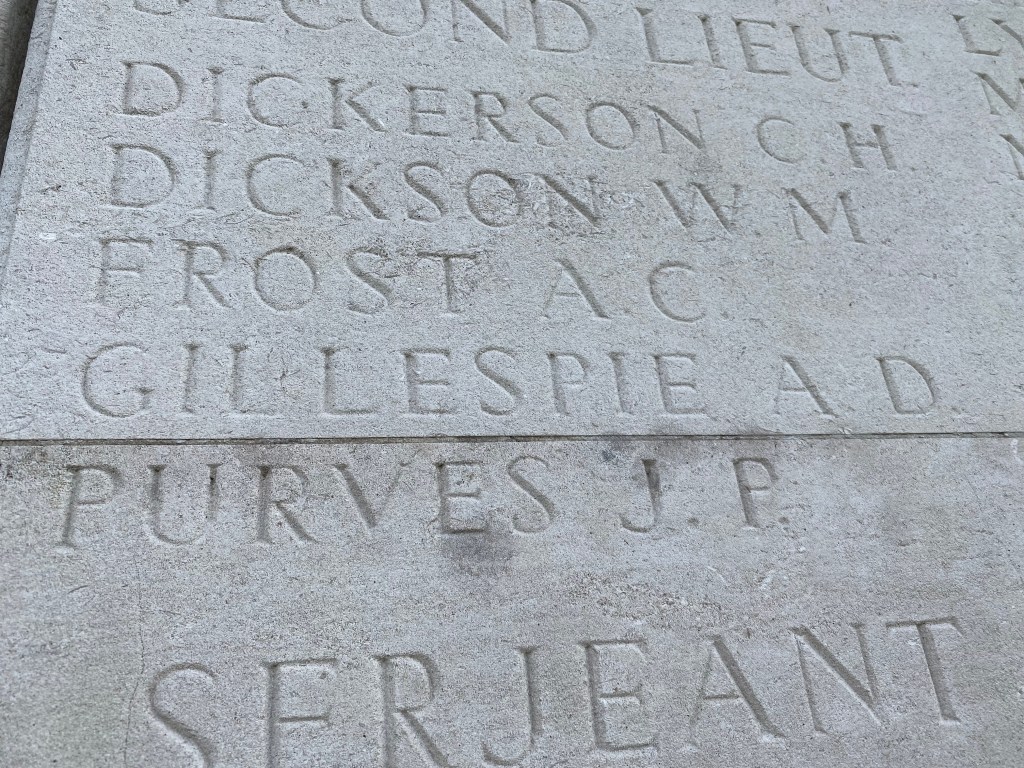 SECOND LIEUT.
DICKERSON C. H.
DICKSON W. M.
FROST A. C.
GILLESPIE A. D.
PURVES J. P.
SERJEANT